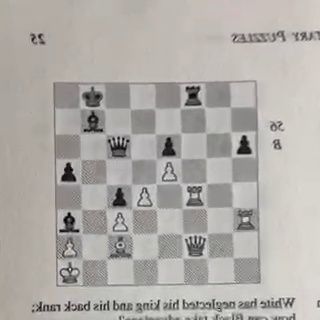 25 TARY PUZZLES
56
B
White has neglected his king and his back rank;
how can Black take advantage?